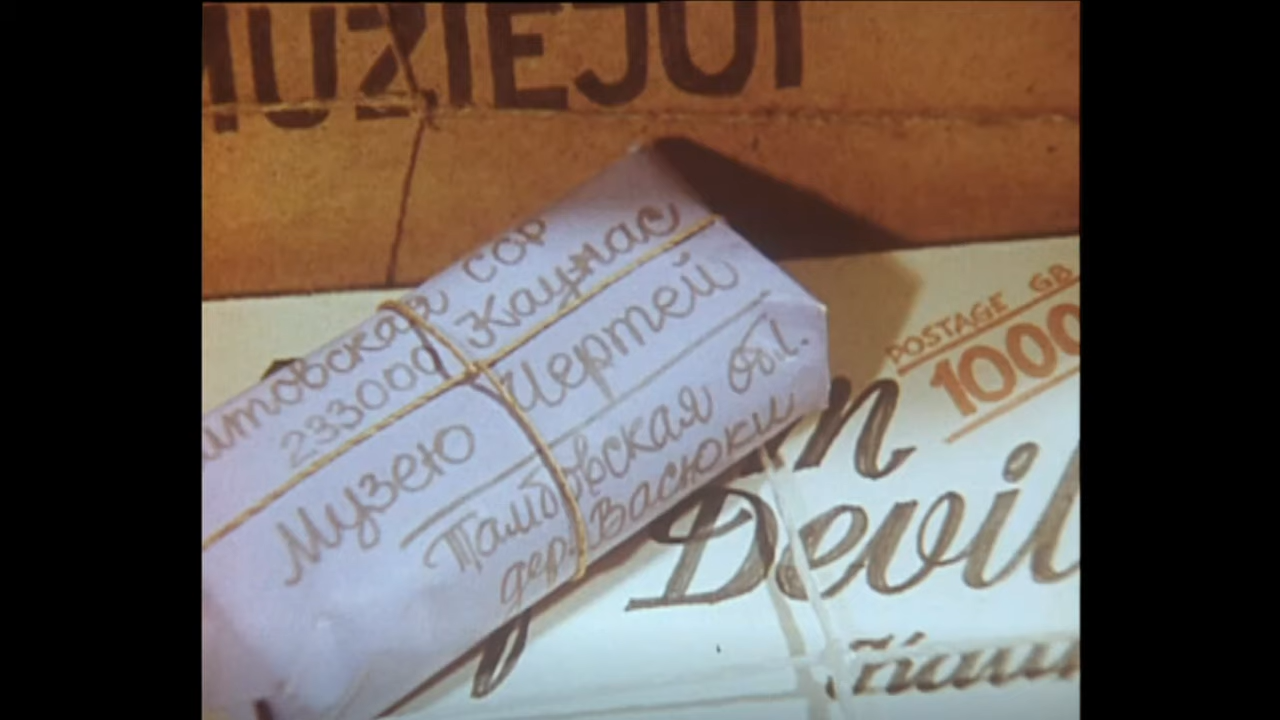 MUZIEJUI
итовская ССР
233000 Каунас
Музею Чертей
Тамбовская обл.
дер. Васюки
POSTAGE GB
1000
Devil